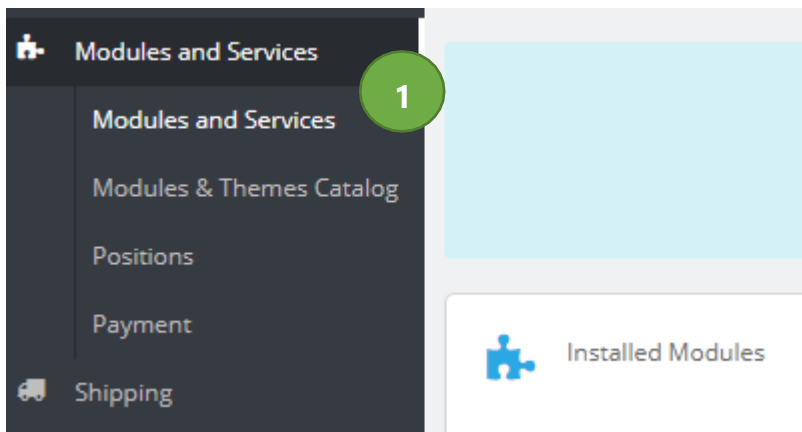 Modules and Services
1
Modules and Services
Modules & Themes Catalog
Positions
Payment
Installed Modules
Shipping